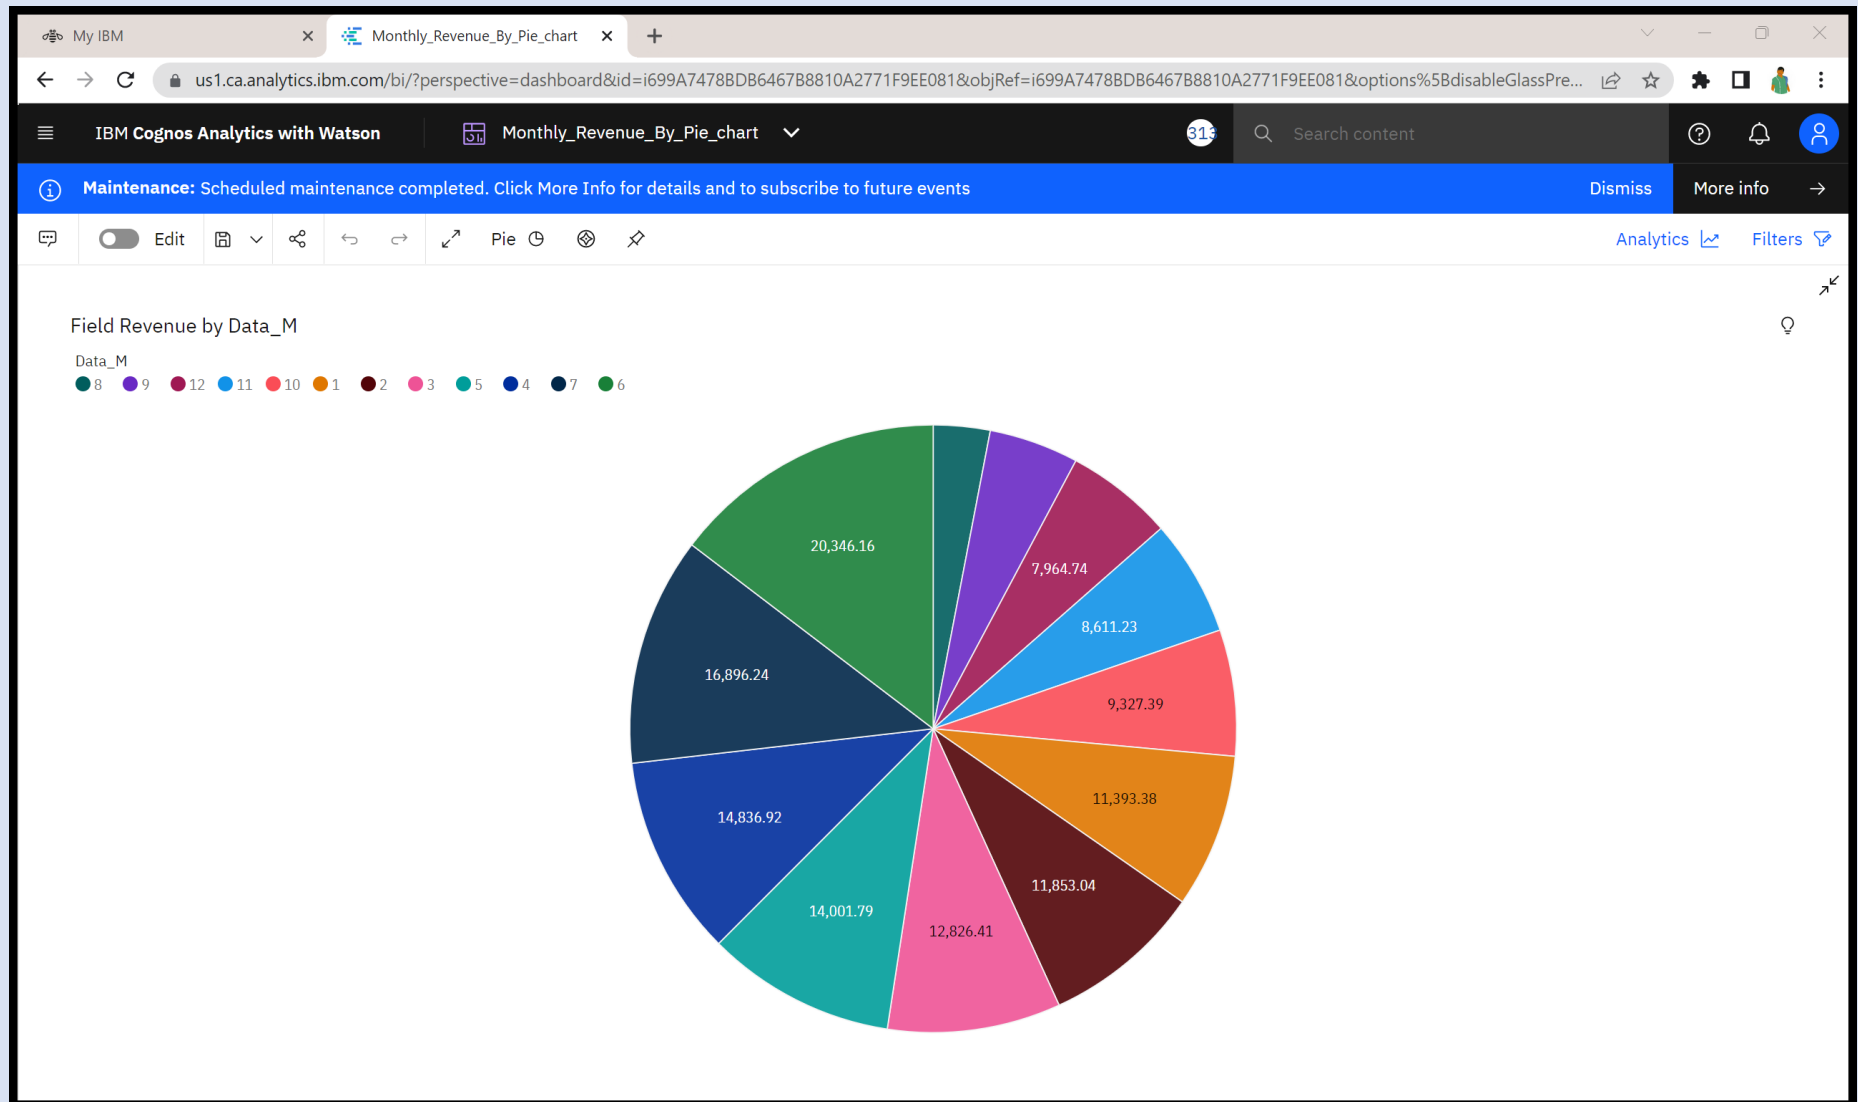 My IBM
Monthly_Revenue_By_Pie_chart
us1.ca.analytics.ibm.com/bi/?perspective=dashboard&id=i699A7478BDB6467B8810A2771F9EE081&objRef=i699A7478BDB6467B8810A2771F9EE081&options%5BdisableGlassPre...
IBM Cognos Analytics with Watson
Monthly_Revenue_By_Pie_chart
313
Search content
Maintenance: Scheduled maintenance completed. Click More Info for details and to subscribe to future events
Dismiss
More info
Edit
Pie
Analytics
Filters
Field Revenue by Data_M
Data_M
8 9 12 11 10 1 2 3 5 4 7 6
20,346.16
7,964.74
8,611.23
16,896.24
9,327.39
11,393.38
14,836.92
11,853.04
14,001.79
12,826.41